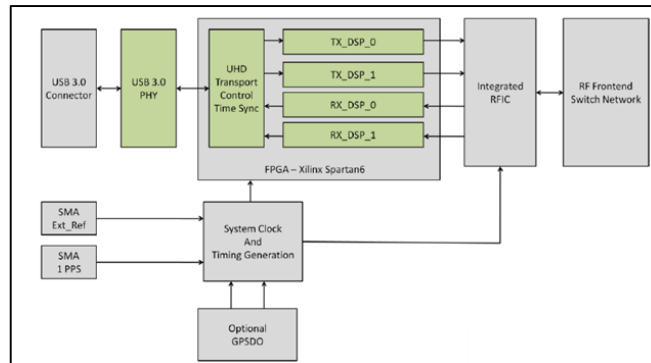 USB 3.0
Connector
USB 3.0
PHY
UHD
Transport
Control
Time Sync
TX_DSP_0
TX_DSP_1
RX_DSP_0
RX_DSP_1
FPGA – Xilinx Spartan6
Integrated
RFIC
RF Frontend
Switch Network
SMA
Ext_Ref
SMA
1 PPS
System Clock
And
Timing Generation
Optional
GPSDO